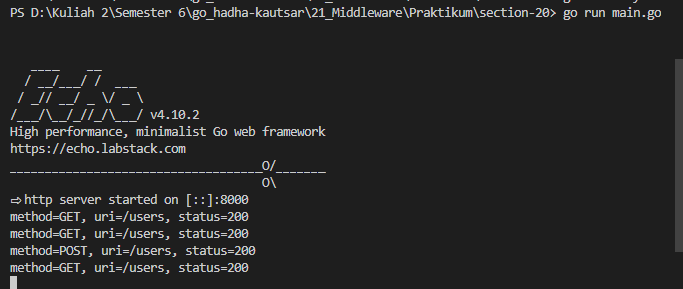 PS D:\Kuliah 2\Semester 6\go_hadha-kautsar\21_Middleware\Praktikum\section-20> go run main.go
   ____    __
  / __/___/ /  ___
 / _// __/ _ \/ _ \
/___/\__/_//_/\___/ v4.10.2
High performance, minimalist Go web framework
https://echo.labstack.com
____________________________________O/_______
                                    O\
⇨ http server started on [::]:8000
method=GET, uri=/users, status=200
method=GET, uri=/users, status=200
method=POST, uri=/users, status=200
method=GET, uri=/users, status=200